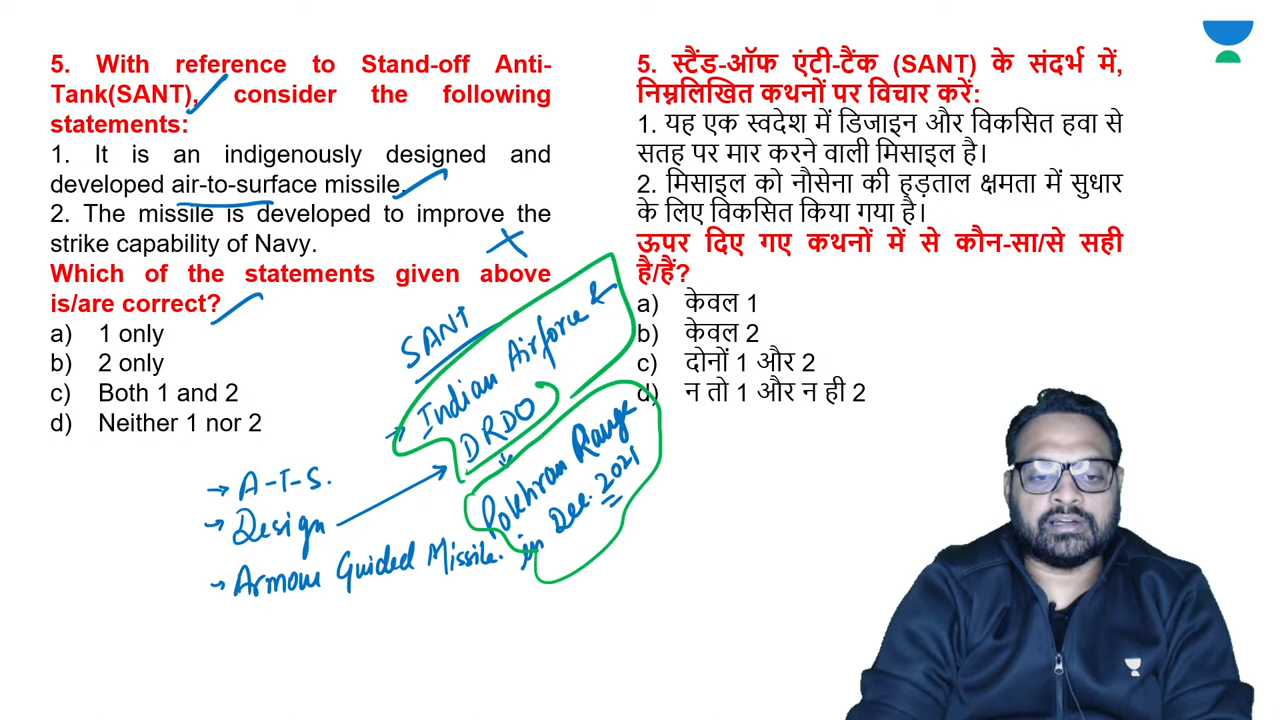 5. With reference to Stand-off Anti-
Tank(SANT), consider the following
statements:
1. It is an indigenously designed and
developed air-to-surface missile.
2. The missile is developed to improve the
strike capability of Navy.
Which of the statements given above
is/are correct?
a) 1 only
b) 2 only
c) Both 1 and 2
d) Neither 1 nor 2
5. स्टैंड-ऑफ एंटी-टैंक (SANT) के संदर्भ में,
निम्नलिखित कथनों पर विचार करें:
1. यह एक स्वदेश में डिजाइन और विकसित हवा से
सतह पर मार करने वाली मिसाइल है।
2. मिसाइल को नौसेना की हड़ताल क्षमता में सुधार
के लिए विकसित किया गया है।
ऊपर दिए गए कथनों में से कौन-सा/से सही
है/हैं?
a) केवल 1
b) केवल 2
c) दोनों 1 और 2
d) न तो 1 और न ही 2
SANT
→ Indian Airforce &
DRDO
Pokhran Range
in Dec. 2021
→ A-T-S.
→ Design
→ Armour Guided Missile.